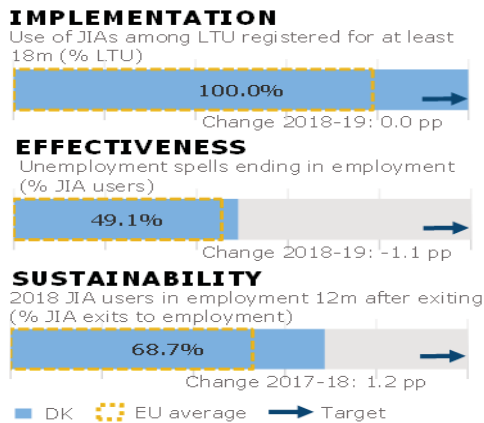 IMPLEMENTATION
Use of JIAs among LTU registered for at least
18m (% LTU)
100.0%
Change 2018-19: 0.0 pp
EFFECTIVENESS
Unemployment spells ending in employment
(% JIA users)
49.1%
Change 2018-19: -1.1 pp
SUSTAINABILITY
2018 JIA users in employment 12m after exiting
(% JIA exits to employment)
68.7%
Change 2017-18: 1.2 pp
DK EU average Target